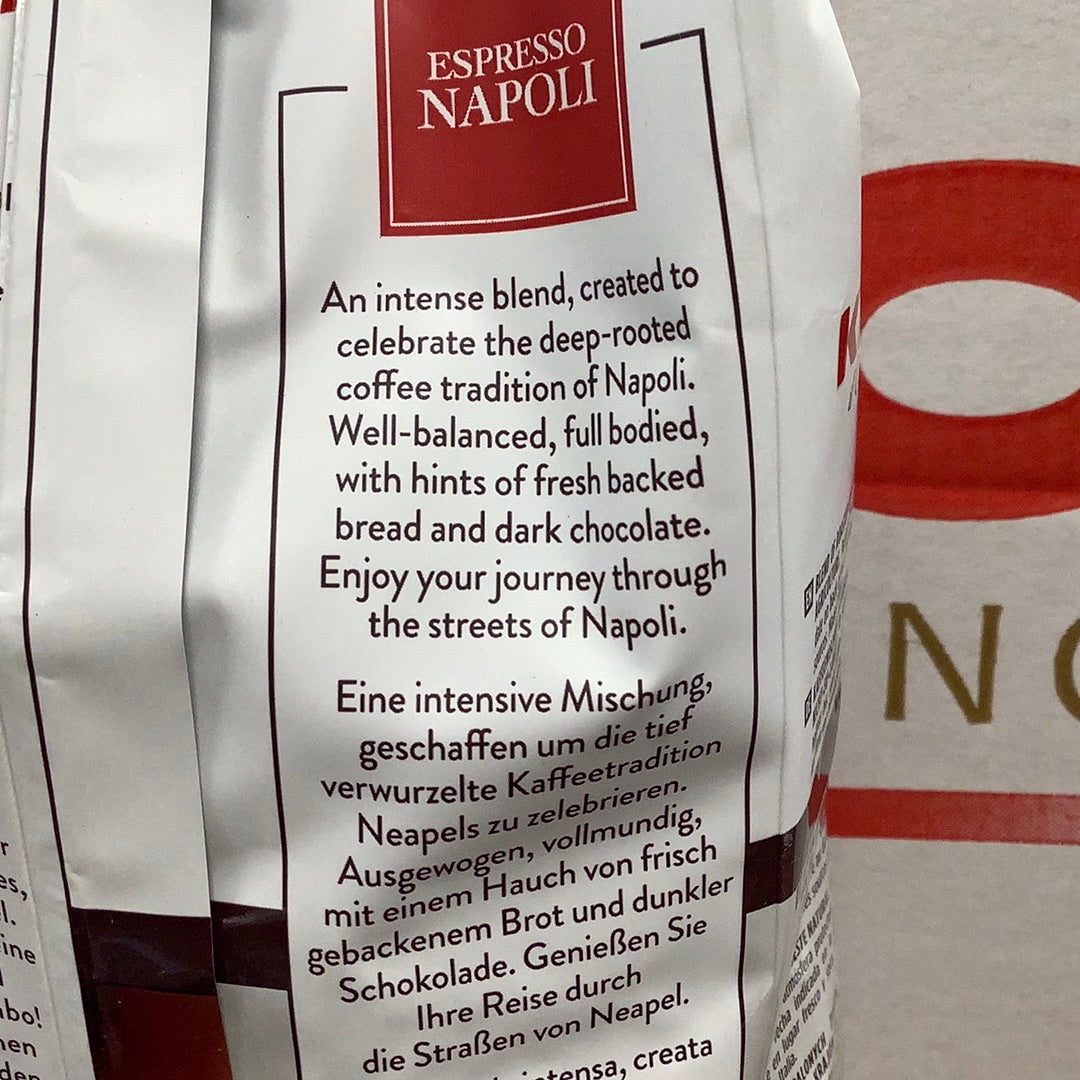 ESPRESSO
NAPOLI
An intense blend, created to
celebrate the deep-rooted
coffee tradition of Napoli.
Well-balanced, full bodied,
with hints of fresh backed
bread and dark chocolate.
Enjoy your journey through
the streets of Napoli.
Eine intensive Mischung,
geschaffen um die tief
verwurzelte Kaffeetradition
Neapels zu zelebrieren.
Ausgewogen, vollmundig,
mit einem Hauch von frisch
gebackenem Brot und dunkler
Schokolade. Genießen Sie
Ihre Reise durch
die Straßen von Neapel.
creata